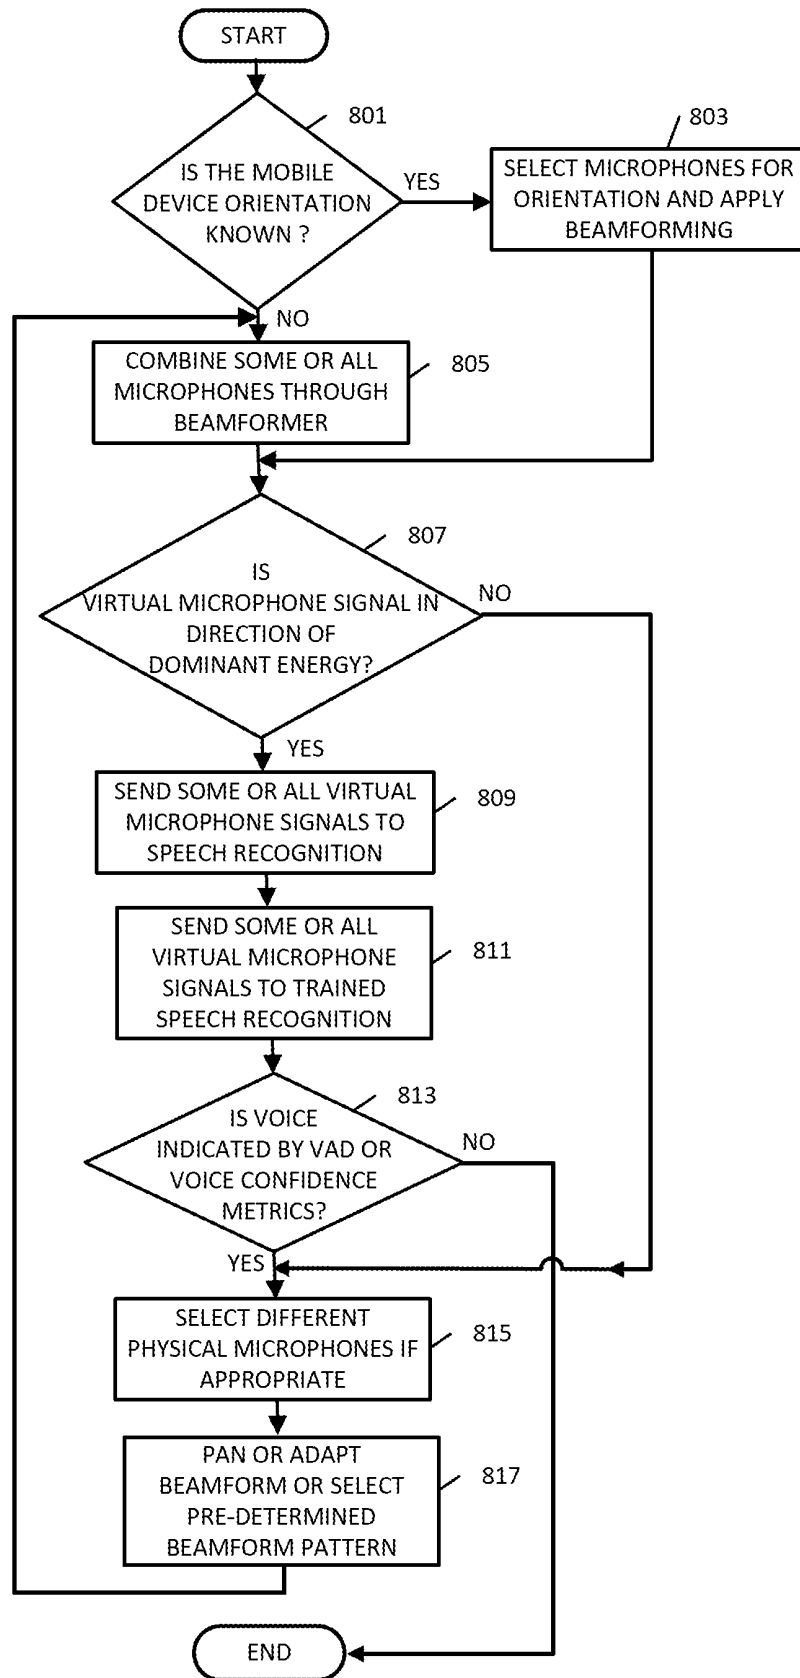 START
801
IS THE MOBILE
DEVICE ORIENTATION
KNOWN ?
YES
803
SELECT MICROPHONES FOR
ORIENTATION AND APPLY
BEAMFORMING
NO
COMBINE SOME OR ALL
MICROPHONES THROUGH
BEAMFORMER
805
807
IS
VIRTUAL MICROPHONE SIGNAL IN
DIRECTION OF
DOMINANT ENERGY?
NO
YES
SEND SOME OR ALL VIRTUAL
MICROPHONE SIGNALS TO
SPEECH RECOGNITION
809
SEND SOME OR ALL
VIRTUAL MICROPHONE
SIGNALS TO TRAINED
SPEECH RECOGNITION
811
813
IS VOICE
INDICATED BY VAD OR
VOICE CONFIDENCE
METRICS?
NO
YES
SELECT DIFFERENT
PHYSICAL MICROPHONES IF
APPROPRIATE
815
PAN OR ADAPT
BEAMFORM OR SELECT
PRE-DETERMINED
BEAMFORM PATTERN
817
END